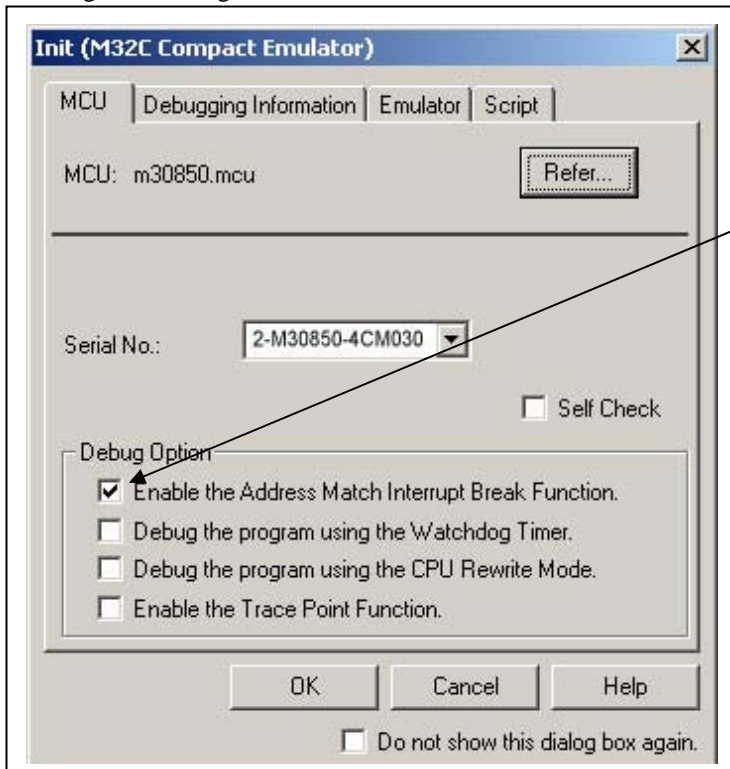 Init (M32C Compact Emulator)
MCU Debugging Information Emulator Script
MCU: m30850.mcu Refer...
Serial No.: 2-M30850-4CM030
Self Check
Debug Option
Enable the Address Match Interrupt Break Function.
Debug the program using the Watchdog Timer.
Debug the program using the CPU Rewrite Mode.
Enable the Trace Point Function.
OK Cancel Help
Do not show this dialog box again.